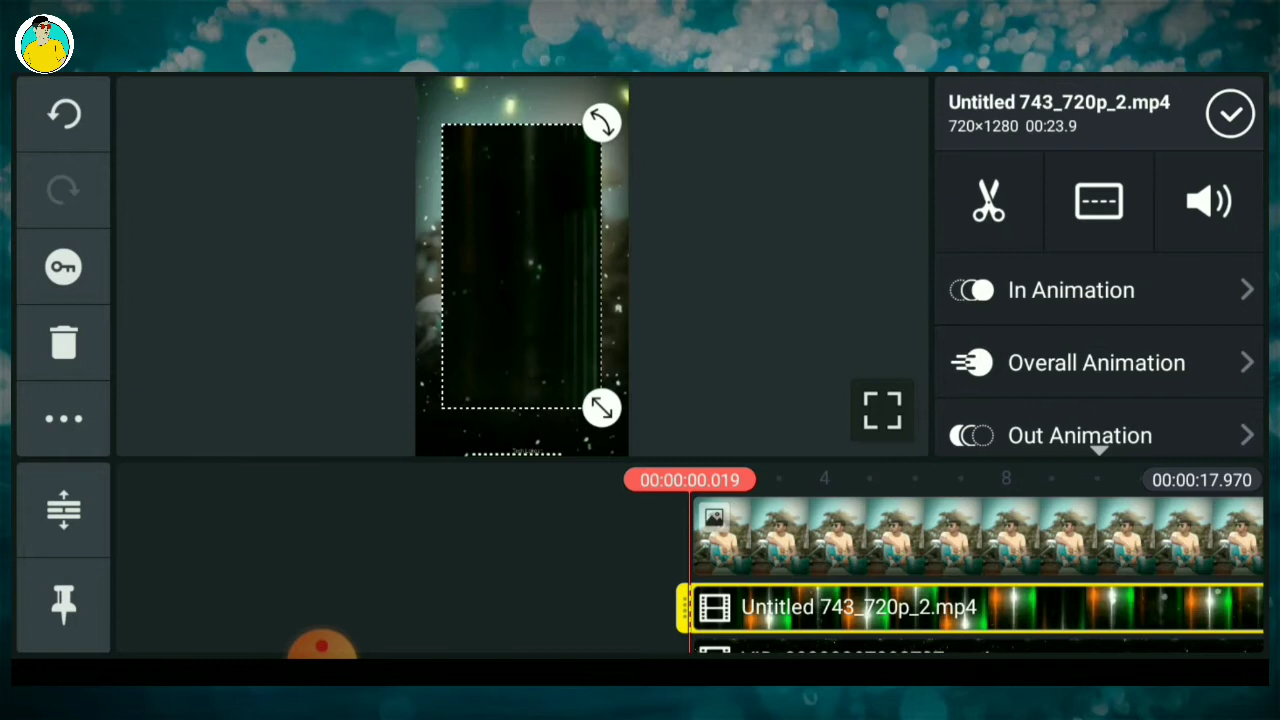 Untitled 743_720p_2.mp4
720×1280 00:23.9
In Animation
Overall Animation
Out Animation
00:00:00.019
4
8
00:00:17.970
Untitled 743_720p_2.mp4